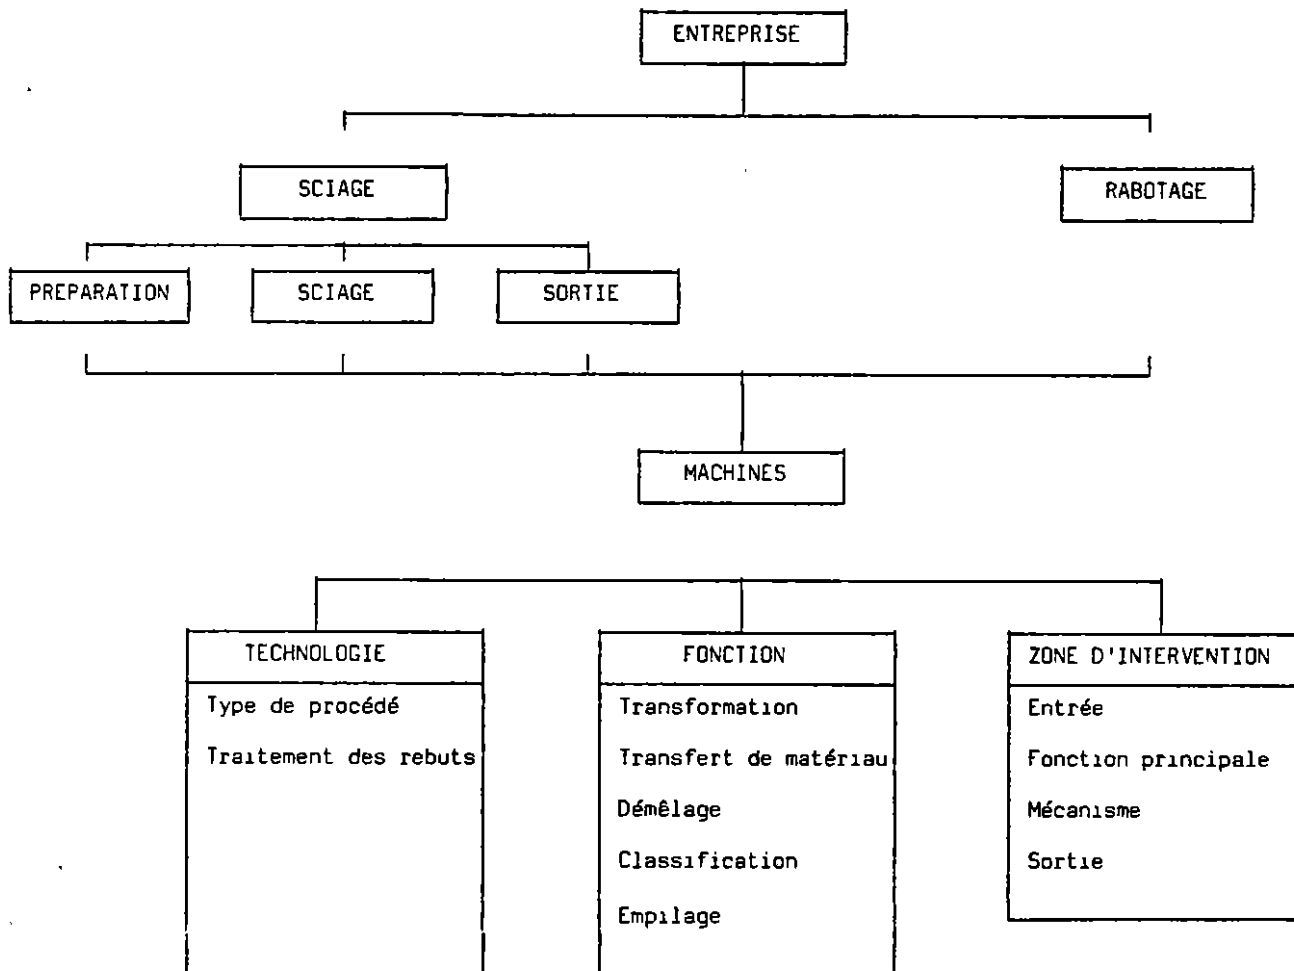 ENTREPRISE
SCIAGE
RABOTAGE
PREPARATION
SCIAGE
SORTIE
MACHINES
TECHNOLOGIE
Type de procédé
Traitement des rebuts
FONCTION
Transformation
Transfert de matériau
Démêlage
Classification
Empilage
ZONE D'INTERVENTION
Entrée
Fonction principale
Mécanisme
Sortie